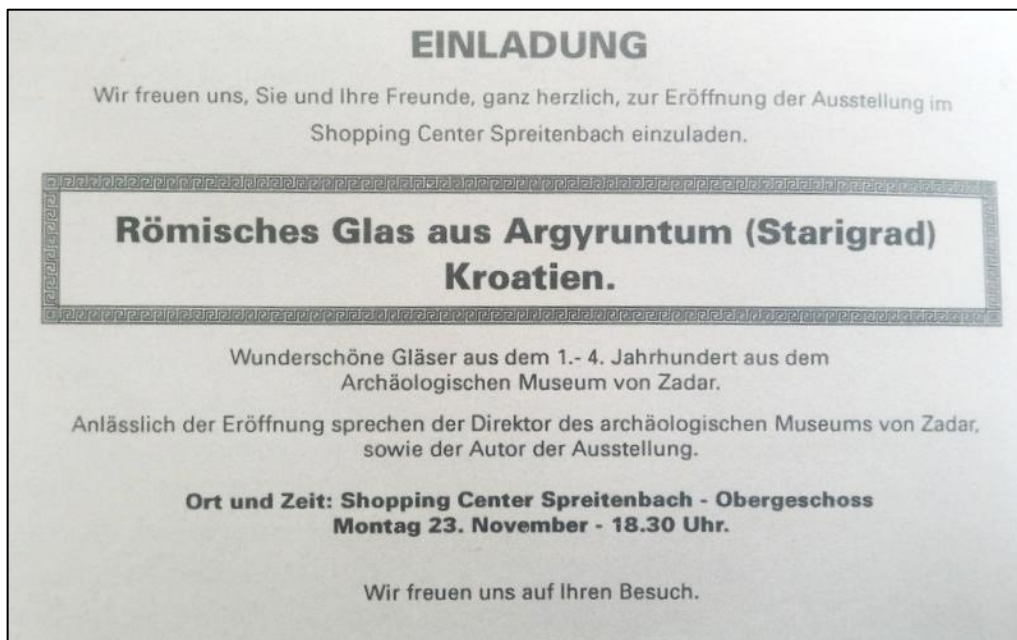 EINLADUNG
Wir freuen uns, Sie und Ihre Freunde, ganz herzlich, zur Eröffnung der Ausstellung im
Shopping Center Spreitenbach einzuladen.
Römisches Glas aus Argyruntum (Starigrad)
Kroatien.
Wunderschöne Gläser aus dem 1.- 4. Jahrhundert aus dem
Archäologischen Museum von Zadar.
Anlässlich der Eröffnung sprechen der Direktor des archäologischen Museums von Zadar,
sowie der Autor der Ausstellung.
Ort und Zeit: Shopping Center Spreitenbach - Obergeschoss
Montag 23. November - 18.30 Uhr.
Wir freuen uns auf Ihren Besuch.